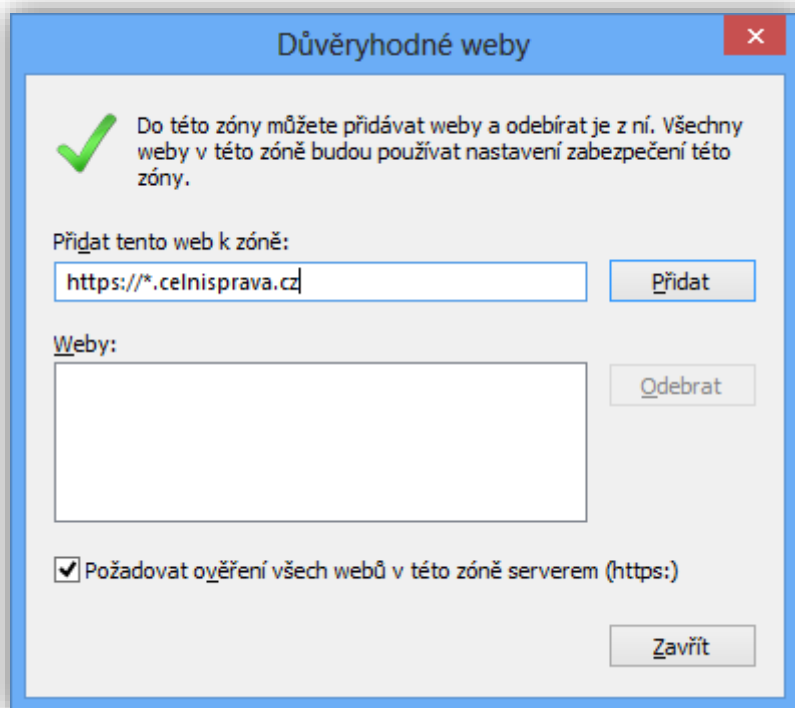 Důvěryhodné weby
Do této zóny můžete přidávat weby a odebírat je z ní. Všechny
weby v této zóně budou používat nastavení zabezpečení této
zóny.
Přidat tento web k zóně:
https://*.celnisprava.cz
Přidat
Weby:
Odebrat
Požadovat ověření všech webů v této zóně serverem (https:)
Zavřít